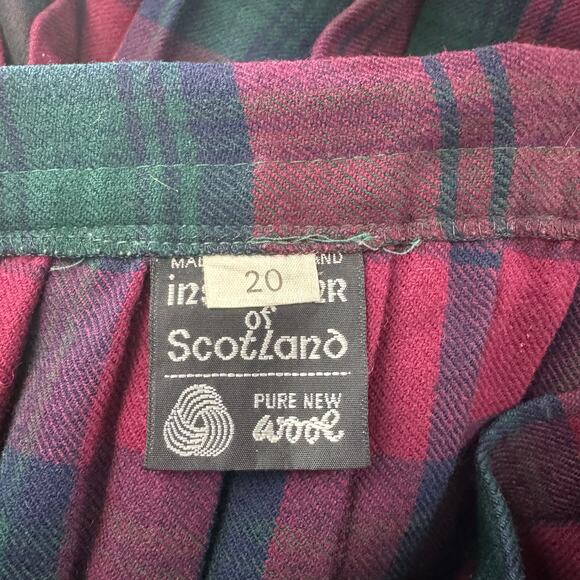 20
of
Scotland
PURE NEW
wool